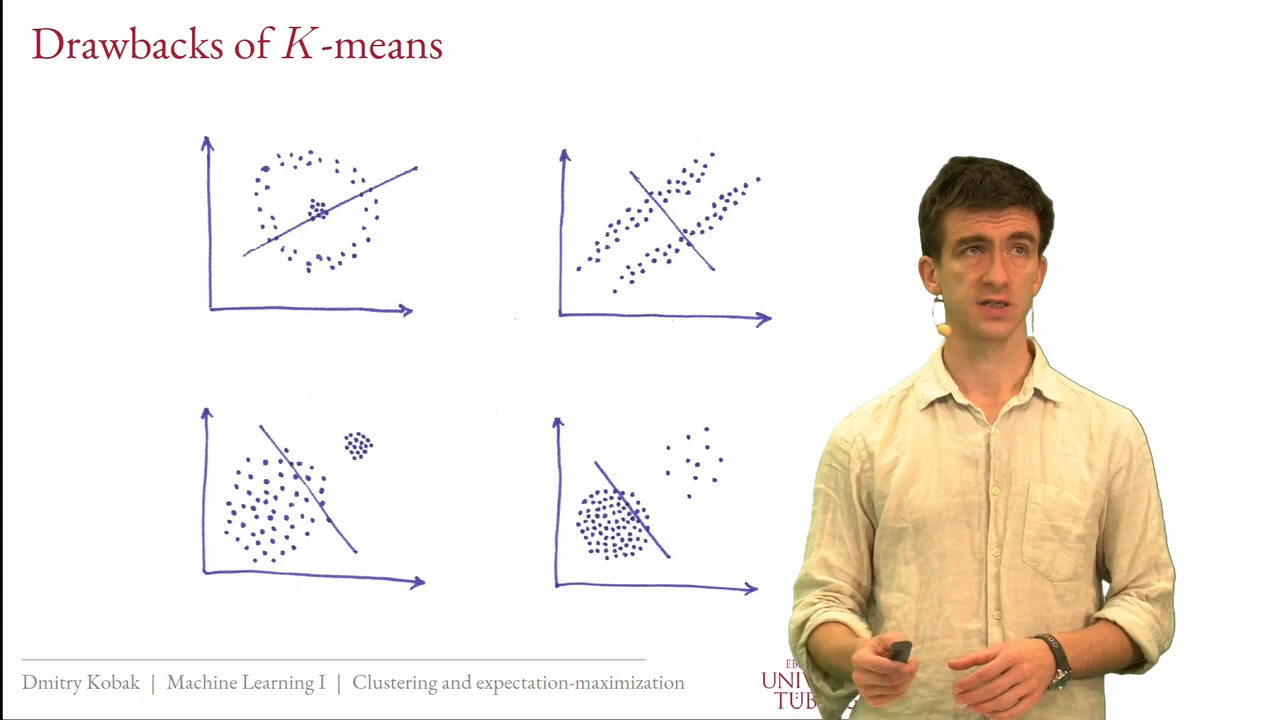 Drawbacks of K-means
Dmitry Kobak | Machine Learning I | Clustering and expectation-maximization